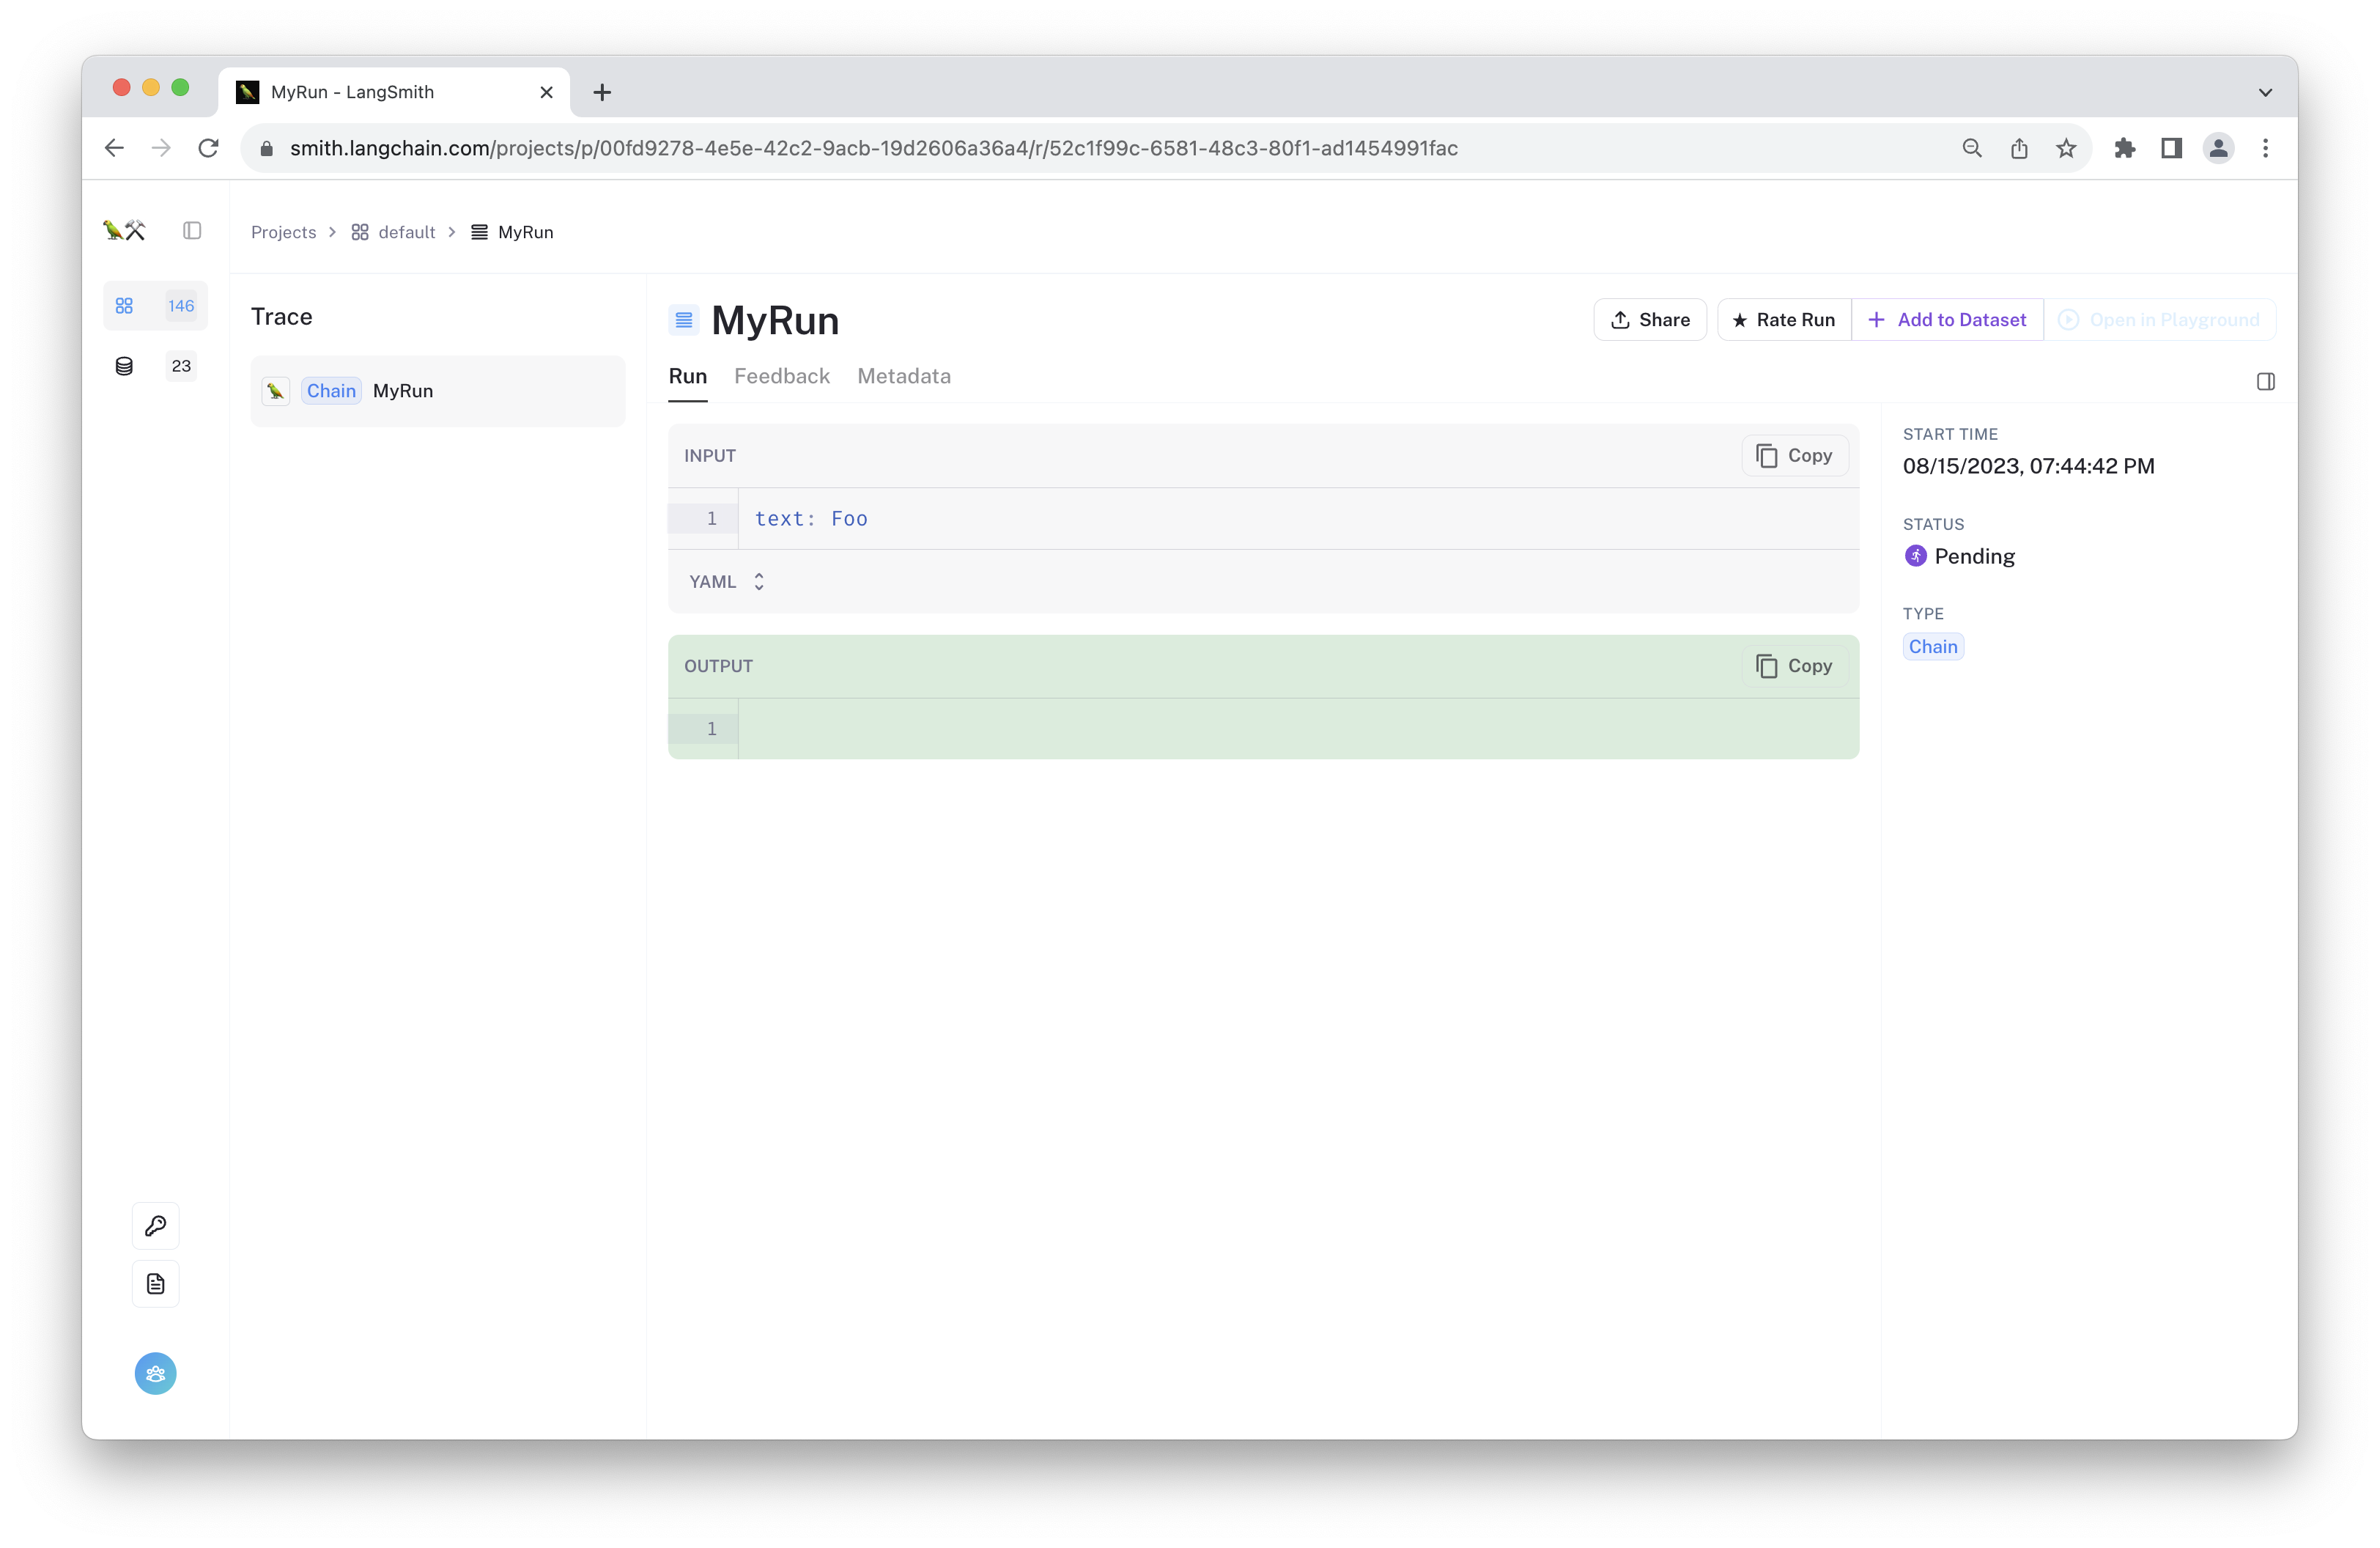 MyRun - LangSmith
smith.langchain.com/projects/p/00fd9278-4e5e-42c2-9acb-19d2606a36a4/r/52c1f99c-6581-48c3-80f1-ad1454991fac
Projects > default > MyRun
146
23
Trace
Chain MyRun
MyRun
Share
Rate Run
Add to Dataset
Open in Playground
Run Feedback Metadata
INPUT
Copy
1 text: Foo
YAML
OUTPUT
Copy
1
START TIME
08/15/2023, 07:44:42 PM
STATUS
Pending
TYPE
Chain